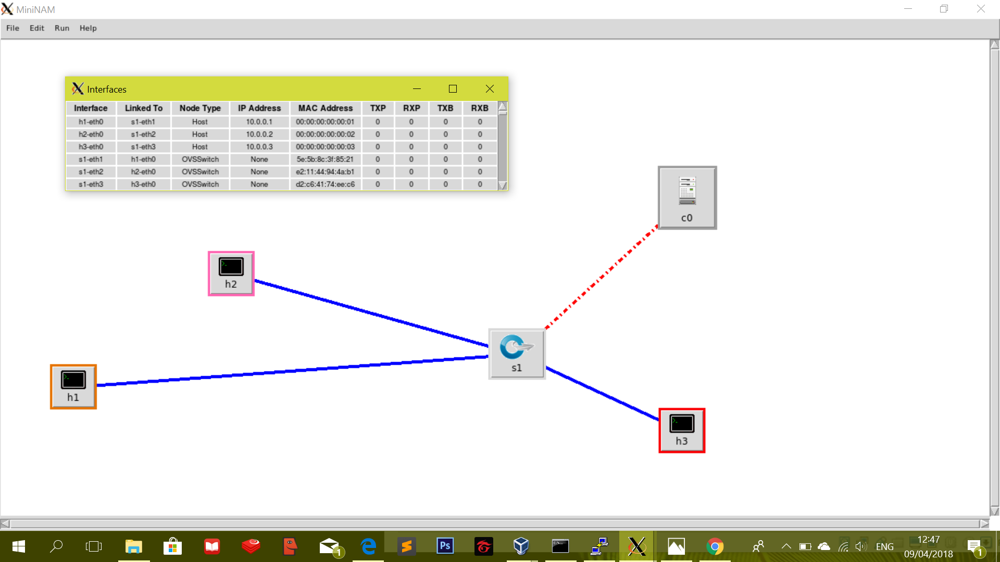 MiniNAM
File Edit Run Help
Interfaces
Interface Linked To Node Type IP Address MAC Address TXP RXP TXB RXB
h1-eth0 s1-eth1 Host 10.0.0.1 00:00:00:00:00:01 0 0 0 0
h2-eth0 s1-eth2 Host 10.0.0.2 00:00:00:00:00:02 0 0 0 0
h3-eth0 s1-eth3 Host 10.0.0.3 00:00:00:00:00:03 0 0 0 0
s1-eth1 h1-eth0 OVSSwitch None 5e:5b:8c:3f:85:21 0 0 0 0
s1-eth2 h2-eth0 OVSSwitch None e2:11:44:94:4a:b1 0 0 0 0
s1-eth3 h3-eth0 OVSSwitch None d2:c6:41:74:ee:c6 0 0 0 0
c0
h2
s1
h1
h3
1
Ps
ENG
12:47
09/04/2018
1